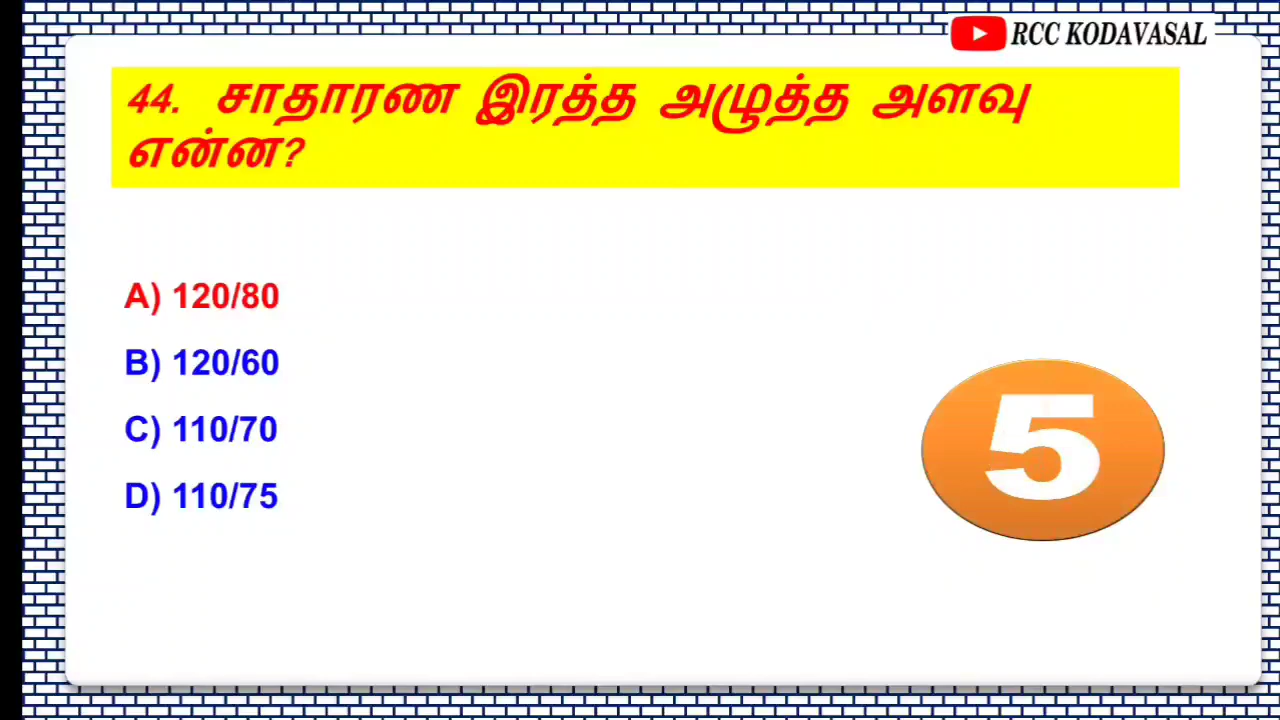 RCC KODAVASAL
44. சாதாரண இரத்த அழுத்த அளவு
என்ன?
A) 120/80
B) 120/60
C) 110/70
D) 110/75
5